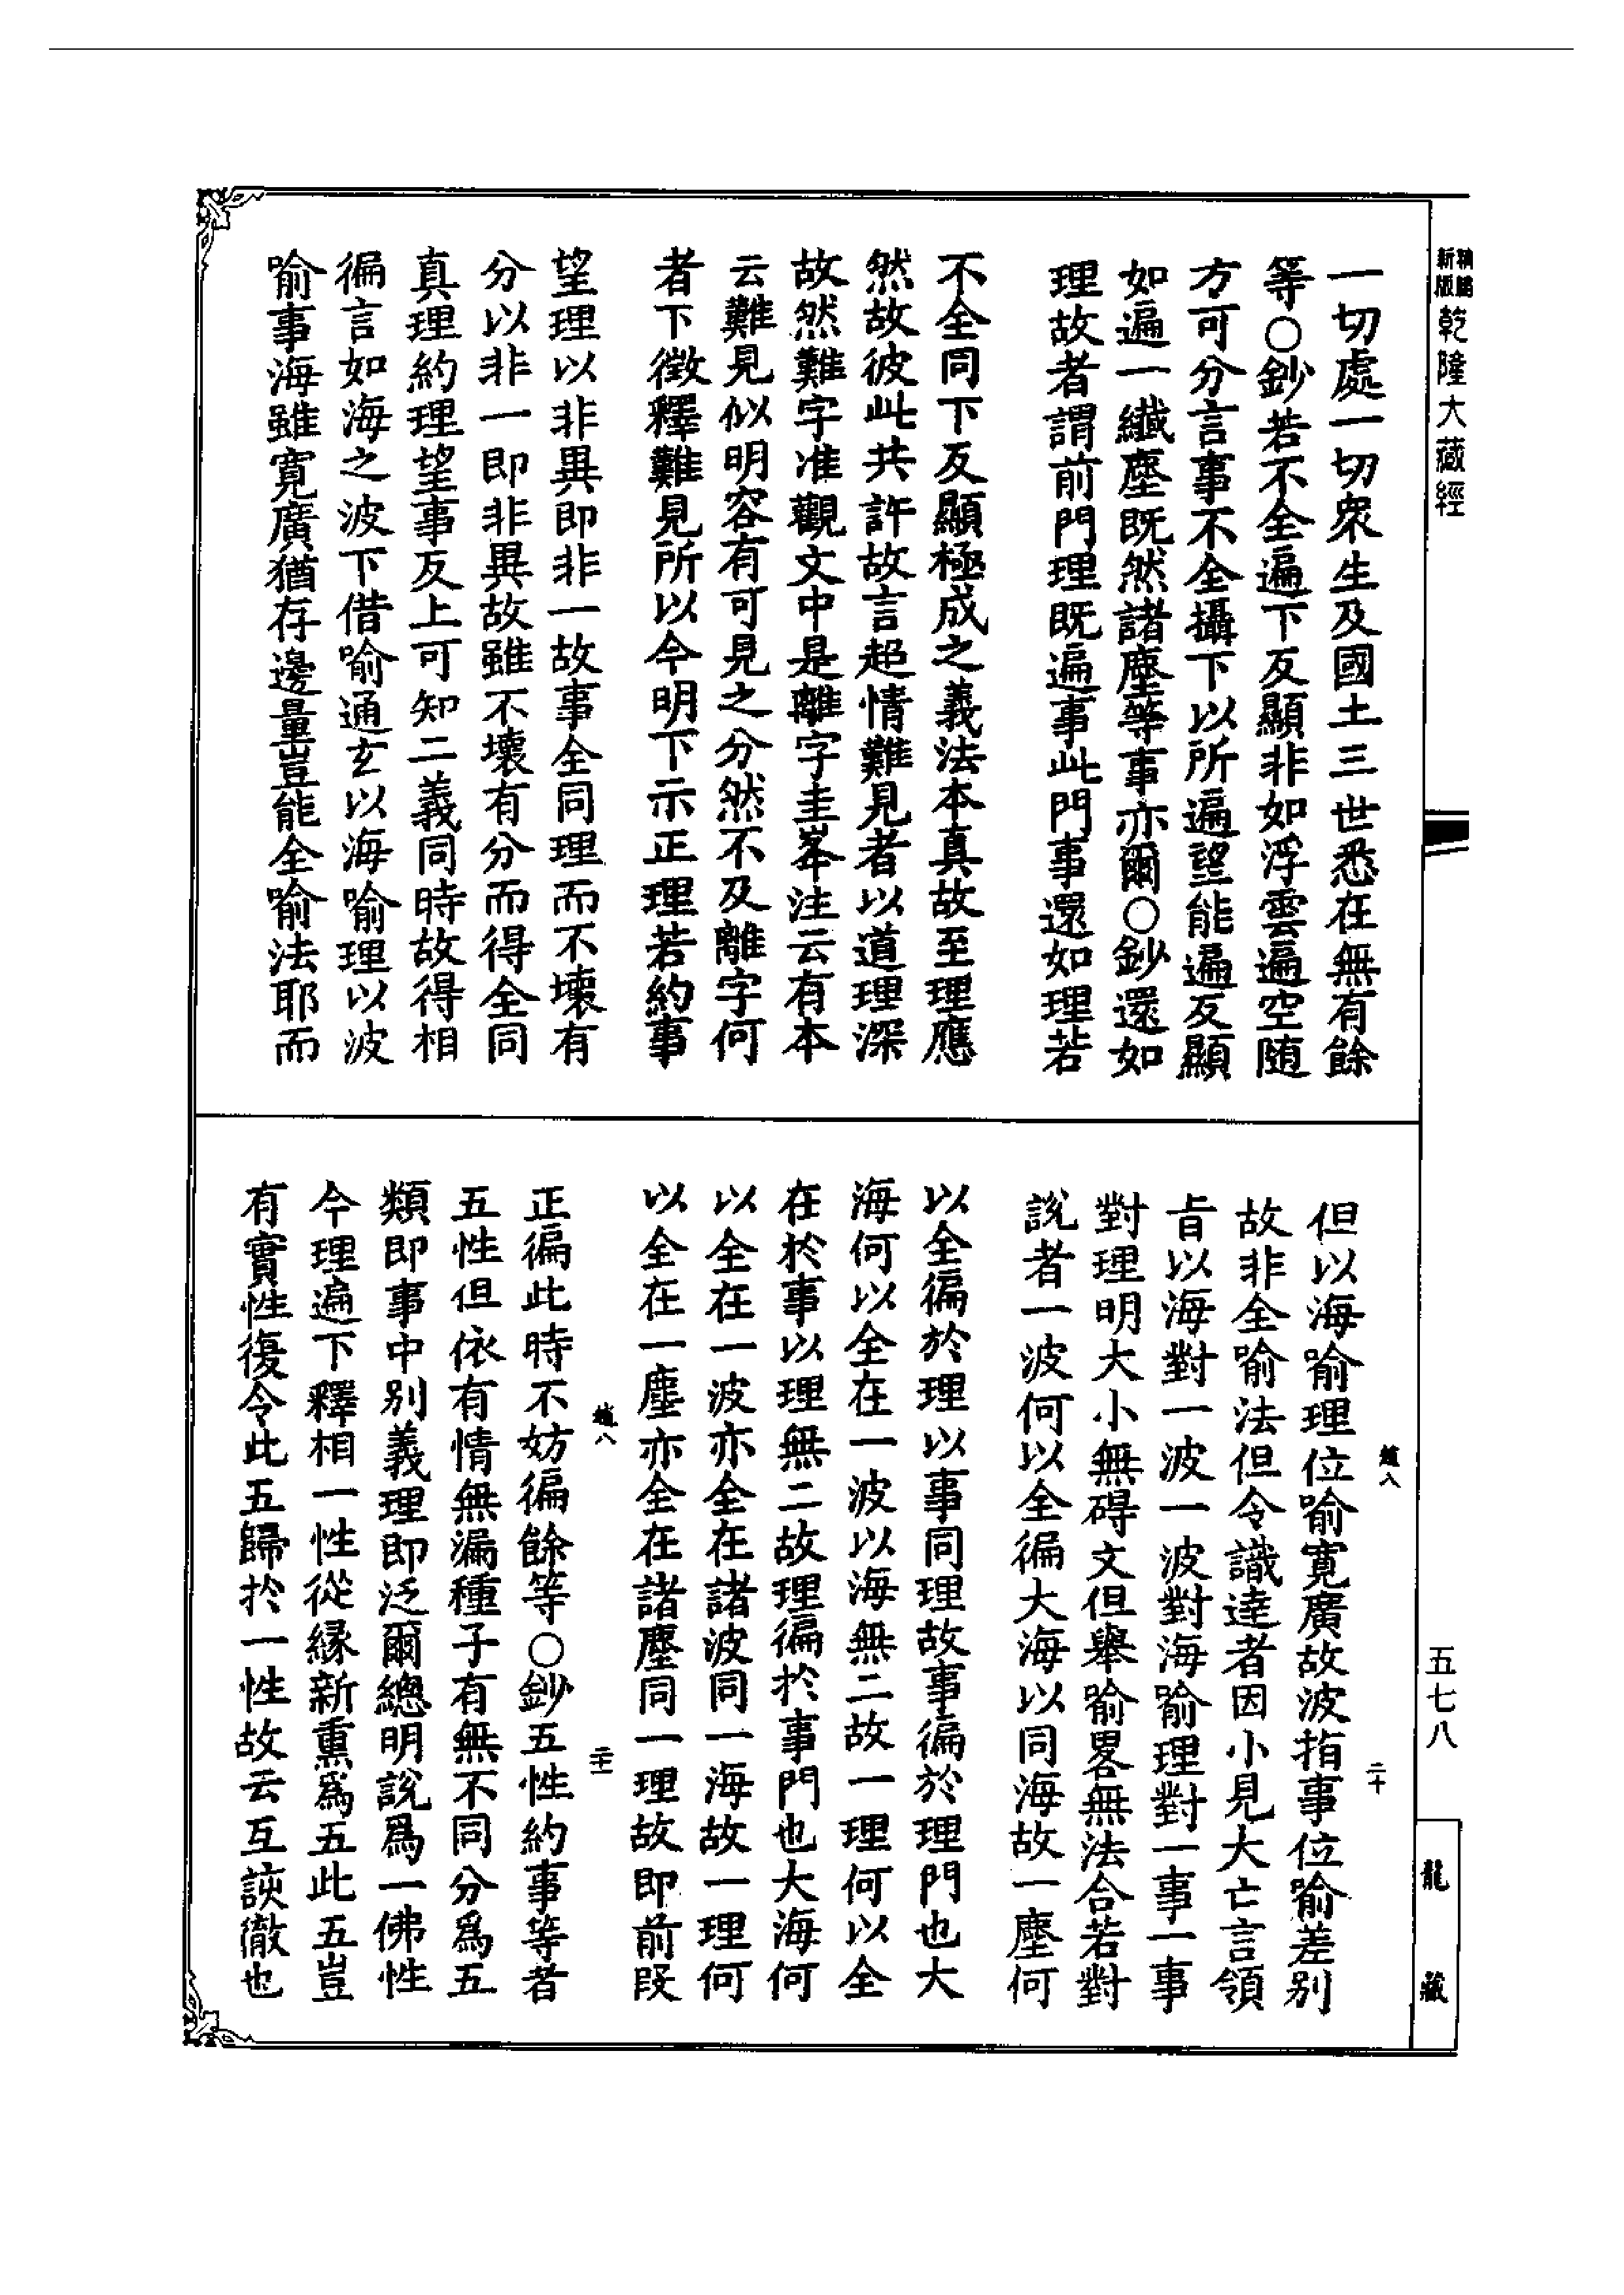 新版
乾隆大藏經
一切處一切衆生及國土三世悉在無有餘
等○鈔若不全遍下反顯非如浮雲遍空随
方可分言事不全攝下以所遍望能遍反顯
如遍一纖塵既然諸塵等事亦爾○鈔還如
理故者謂前門理既遍事此門事還如理若
不全同下反顯極成之義法本真故至理應
然故彼此共許故言超情難見者以道理深
故然難字准觀文中是離字圭峯注云有本
云難見似明容有可見之分然不及離字何
者下徵釋難見所以今明下示正理若約事
望理以非異即非一故事全同理而不壞有
分以非一即非異故雖不壞有分而得全同
真理約理望事反上可知二義同時故得相
徧言如海之波下借喻通玄以海喻理以波
喻事海雖寛廣猶存邊量豈能全喻法耶而
但以海喻理位喻寛廣故波指事位喻差別
故非全喻法但令識達者因小見大亡言領
旨以海對一波一波對海喻理對一事一事
對理明大小無碍文但舉喻畧無法合若對
說者一波何以全徧大海以同海故一塵何
以全徧於理以事同理故事徧於理門也大
海何以全在一波以海無二故一理何以全
在於事以理無二故理徧於事門也大海何
以全在一波亦全在諸波同一海故一理何
以全在一塵亦全在諸塵同一理故即前段
正徧此時不妨徧餘等○鈔五性約事等者
五性但依有情無漏種子有無不同分爲五
類即事中別義理即泛爾總明說爲一佛性
今理遍下釋相一性從緣新熏爲五此五豈
有實性復令此五歸於一性故云互談徹也
二十
二十一
五七八
龍藏